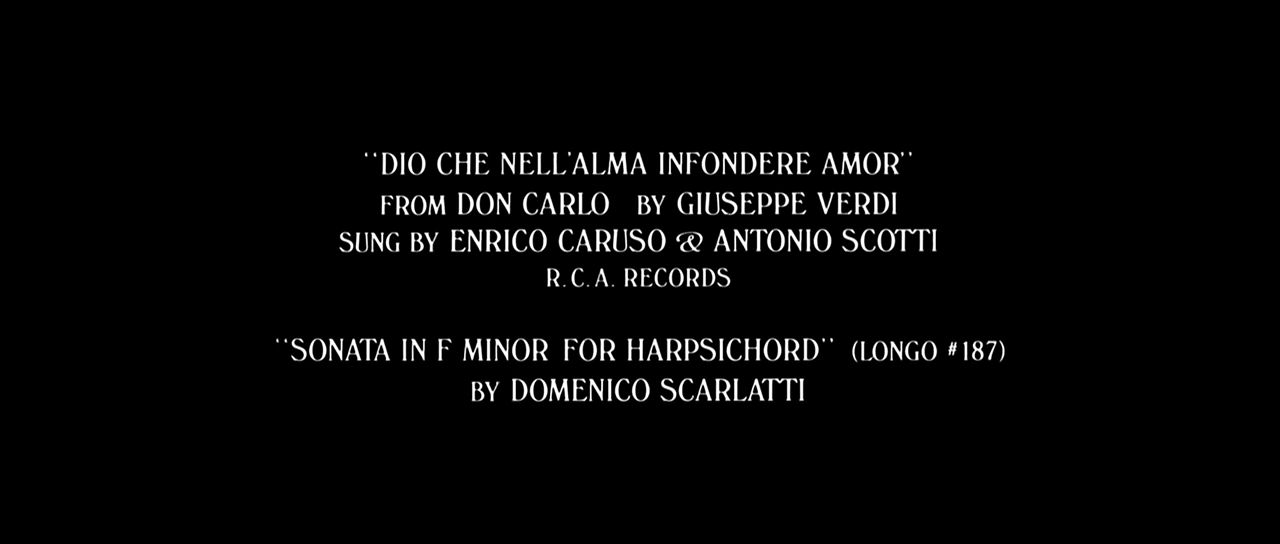 "DIO CHE NELL'ALMA INFONDERE AMOR"
FROM DON CARLO BY GIUSEPPE VERDI
SUNG BY ENRICO CARUSO & ANTONIO SCOTTI
R.C.A. RECORDS
"SONATA IN F MINOR FOR HARPSICHORD" (LONGO #187)
BY DOMENICO SCARLATTI